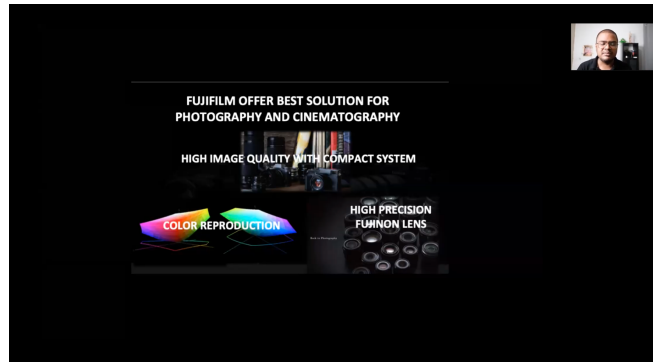 FUJIFILM OFFER BEST SOLUTION FOR
PHOTOGRAPHY AND CINEMATOGRAPHY
HIGH IMAGE QUALITY WITH COMPACT SYSTEM
COLOR REPRODUCTION
HIGH PRECISION
FUJINON LENS